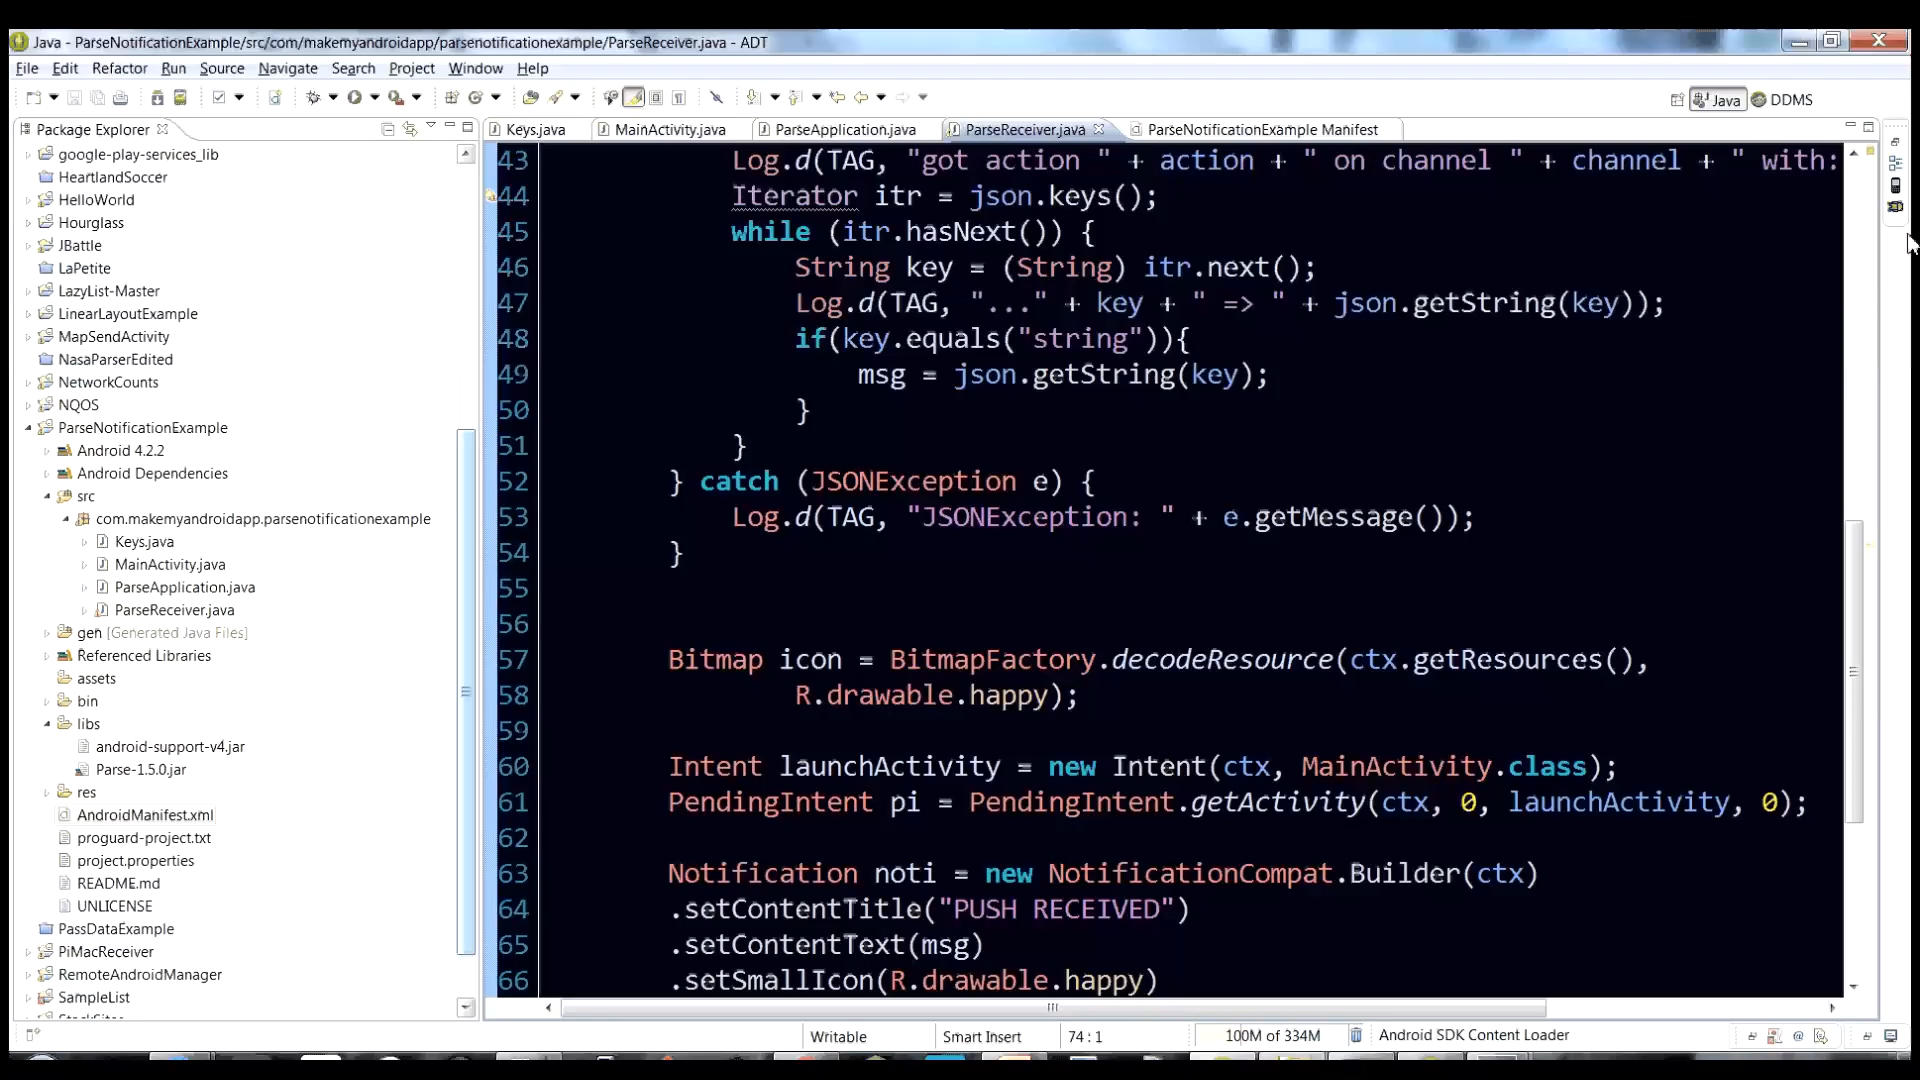 Java - ParseNotificationExample/src/com/makemyandroidapp/parsenotificationexample/ParseReceiver.java - ADT
File Edit Refactor Run Source Navigate Search Project Window Help
Java DDMS
Package Explorer
google-play-services_lib
HeartlandSoccer
HelloWorld
Hourglass
JBattle
LaPetite
LazyList-Master
LinearLayoutExample
MapSendActivity
NasaParserEdited
NetworkCounts
NQOS
ParseNotificationExample
Android 4.2.2
Android Dependencies
src
com.makemyandroidapp.parsenotificationexample
Keys.java
MainActivity.java
ParseApplication.java
ParseReceiver.java
gen [Generated Java Files]
Referenced Libraries
assets
bin
libs
android-support-v4.jar
Parse-1.5.0.jar
res
AndroidManifest.xml
proguard-project.txt
project.properties
README.md
UNLICENSE
PassDataExample
PiMacReceiver
RemoteAndroidManager
SampleList
Keys.java MainActivity.java ParseApplication.java ParseReceiver.java ParseNotificationExample Manifest
43 Log.d(TAG, "got action " + action + " on channel " + channel + " with:
44 Iterator itr = json.keys();
45 while (itr.hasNext()) {
46 String key = (String) itr.next();
47 Log.d(TAG, "..." + key + " => " + json.getString(key));
48 if(key.equals("string")){
49 msg = json.getString(key);
50 }
51 }
52 } catch (JSONException e) {
53 Log.d(TAG, "JSONException: " + e.getMessage());
54 }
55
56
57 Bitmap icon = BitmapFactory.decodeResource(ctx.getResources(),
58 R.drawable.happy);
59
60 Intent launchActivity = new Intent(ctx, MainActivity.class);
61 PendingIntent pi = PendingIntent.getActivity(ctx, 0, launchActivity, 0);
62
63 Notification noti = new NotificationCompat.Builder(ctx)
64 .setContentTitle("PUSH RECEIVED")
65 .setContentText(msg)
66 .setSmallIcon(R.drawable.happy)
Writable Smart Insert 74 : 1 100M of 334M Android SDK Content Loader